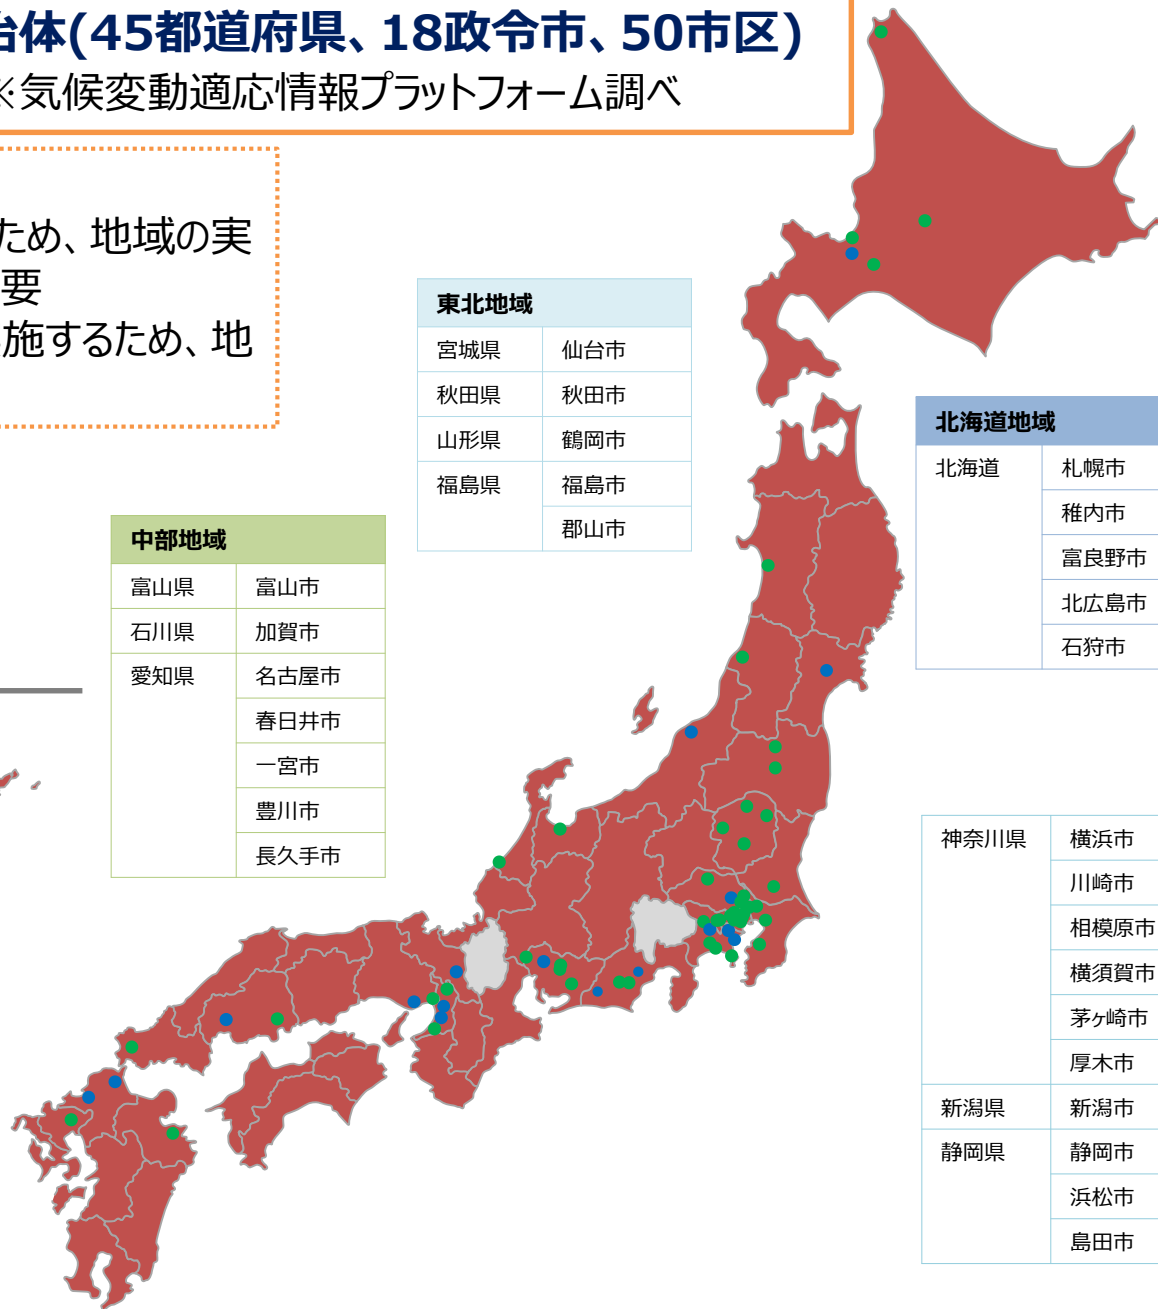 治体(45都道府県、18政令市、50市区)
※気候変動適応情報プラットフォーム調べ
ため、地域の実
要
施するため、地
東北地域
宮城県 仙台市
秋田県 秋田市
山形県 鶴岡市
福島県 福島市
郡山市
北海道地域
北海道 札幌市
稚内市
富良野市
北広島市
石狩市
中部地域
富山県 富山市
石川県 加賀市
愛知県 名古屋市
春日井市
一宮市
豊川市
長久手市
神奈川県 横浜市
川崎市
相模原市
横須賀市
茅ヶ崎市
厚木市
新潟県 新潟市
静岡県 静岡市
浜松市
島田市